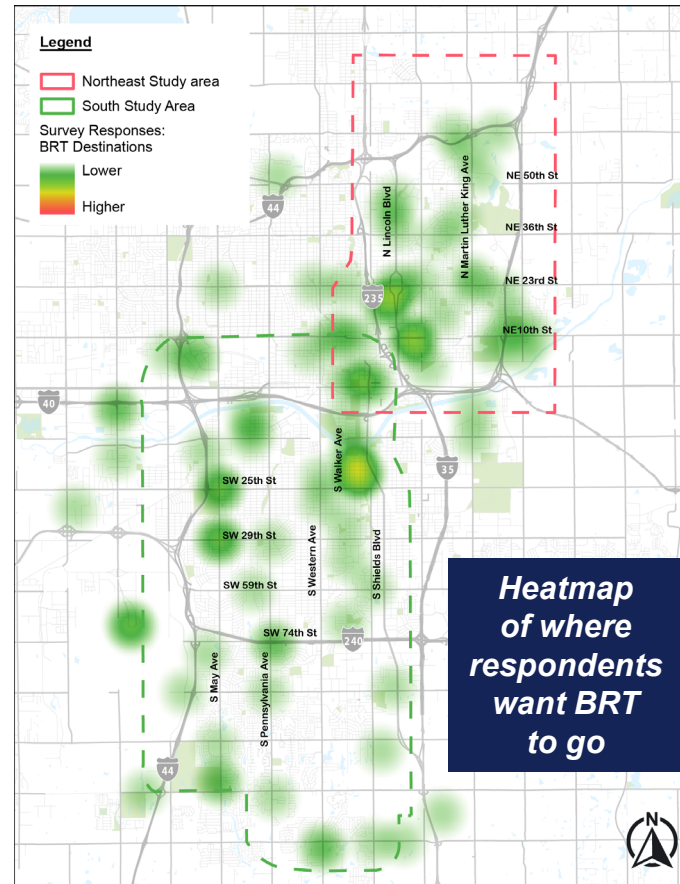 Legend
Northeast Study area
South Study Area
Survey Responses:
BRT Destinations
Lower
Higher
44
NE 50th St
N Lincoln Blvd
N Martin Luther King Ave
NE 36th St
NE 23rd St
235
NE10th St
40
S Walker Ave
35
SW 25th St
SW 29th St
S Western Ave
S Shields Blvd
SW 59th St
SW 74th St
240
S May Ave
S Pennsylvania Ave
44
Heatmap
of where
respondents
want BRT
to go
N